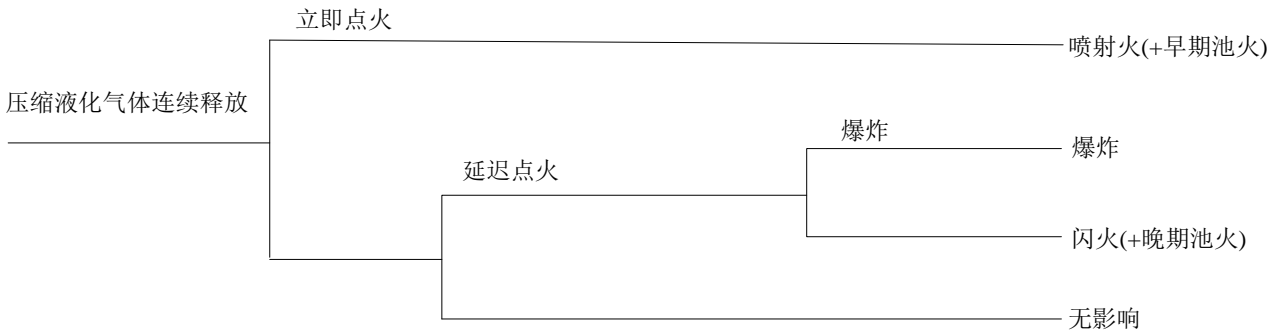 立即点火
喷射火(+早期池火)
压缩液化气体连续释放
爆炸
爆炸
延迟点火
闪火(+晚期池火)
无影响